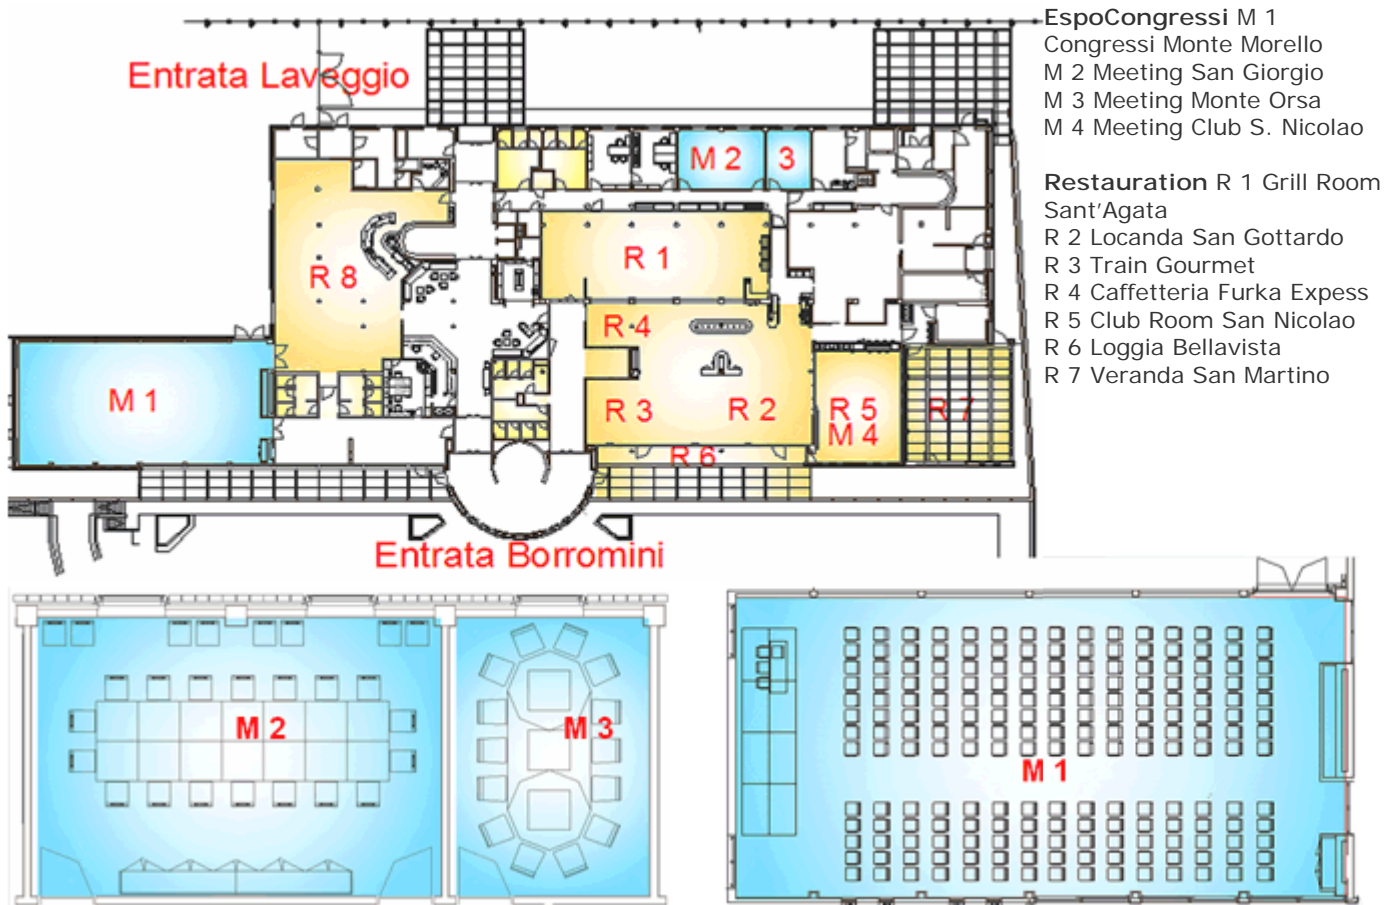 EspoCongressi M 1
Congressi Monte Morello
M 2 Meeting San Giorgio
M 3 Meeting Monte Orsa
M 4 Meeting Club S. Nicolao
Restauration R 1 Grill Room
Sant'Agata
R 2 Locanda San Gottardo
R 3 Train Gourmet
R 4 Caffetteria Furka Expess
R 5 Club Room San Nicolao
R 6 Loggia Bellavista
R 7 Veranda San Martino
Entrata Laveggio
M 2
3
R 1
R 8
R 4
M 1
R 3
R 2
R 5
M 4
R 7
R 6
Entrata Borromini
M 2
M 3
M 1